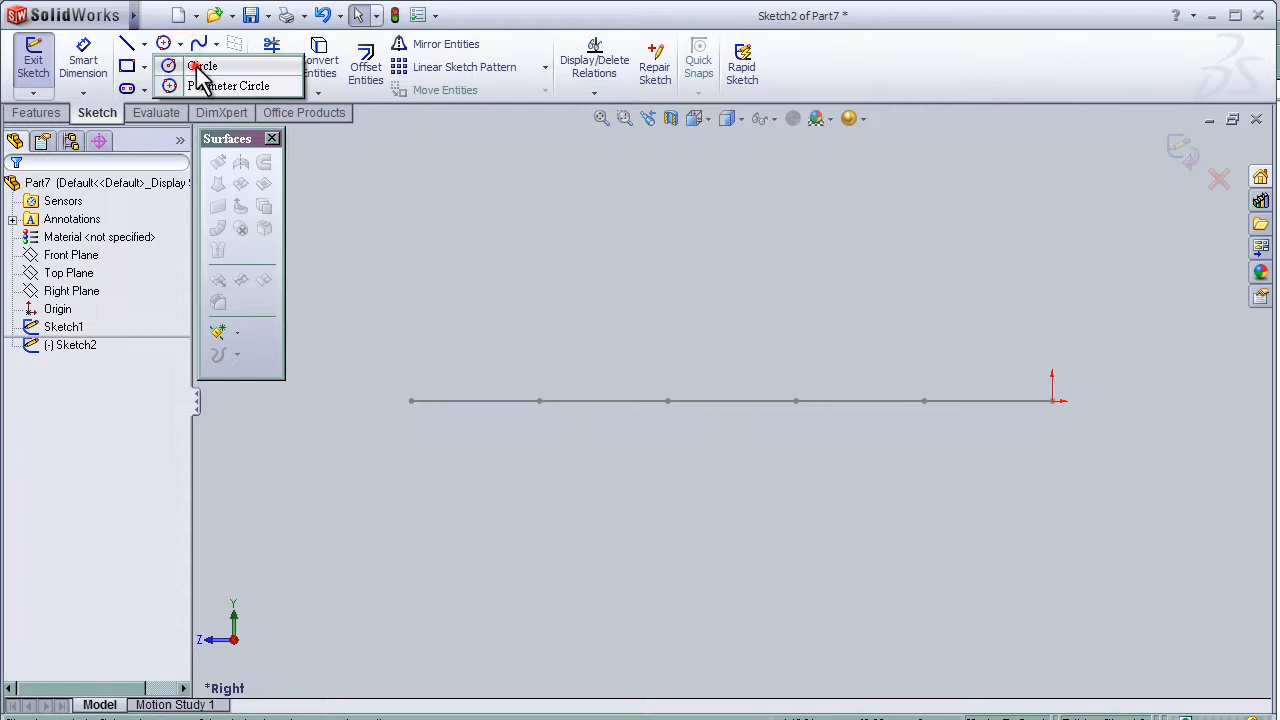 SolidWorks
Sketch2 of Part7 *
Exit Sketch
Smart Dimension
Circle
Perimeter Circle
Convert Entities
Offset Entities
Mirror Entities
Linear Sketch Pattern
Move Entities
Display/Delete Relations
Repair Sketch
Quick Snaps
Rapid Sketch
Features
Sketch
Evaluate
DimXpert
Office Products
Surfaces
Part7 (Default<<Default>_Display
Sensors
Annotations
Material <not specified>
Front Plane
Top Plane
Right Plane
Origin
Sketch1
(-) Sketch2
Y
Z
*Right
Model
Motion Study 1